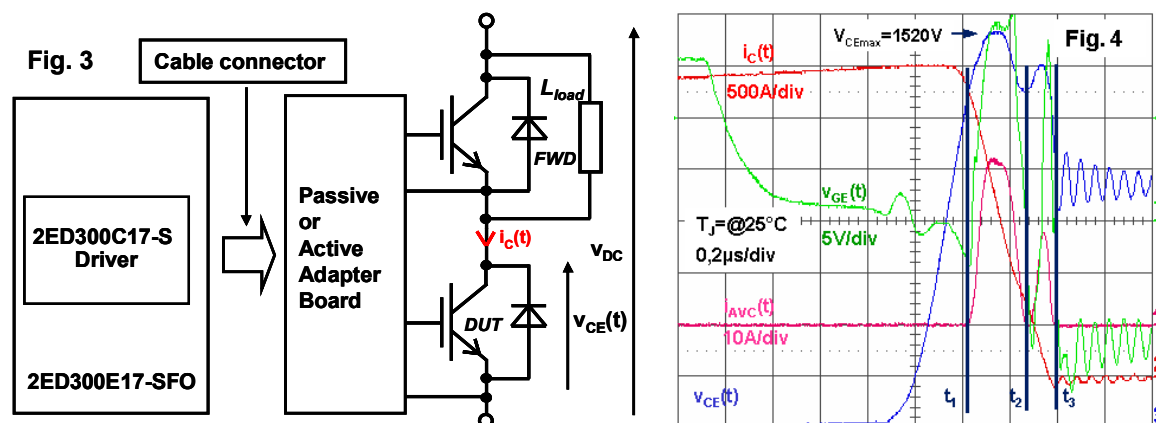 Fig. 3
Cable connector
2ED300C17-S
Driver
2ED300E17-SFO
Passive
or
Active
Adapter
Board
L_load
FWD
i_C(t)
DUT
v_CE(t)
v_DC
Fig. 4
V_CEmax=1520V
i_C(t)
500A/div
v_GE(t)
5V/div
T_J=@25°C
0,2µs/div
i_AVC(t)
10A/div
v_CE(t)
t_1
t_2
t_3